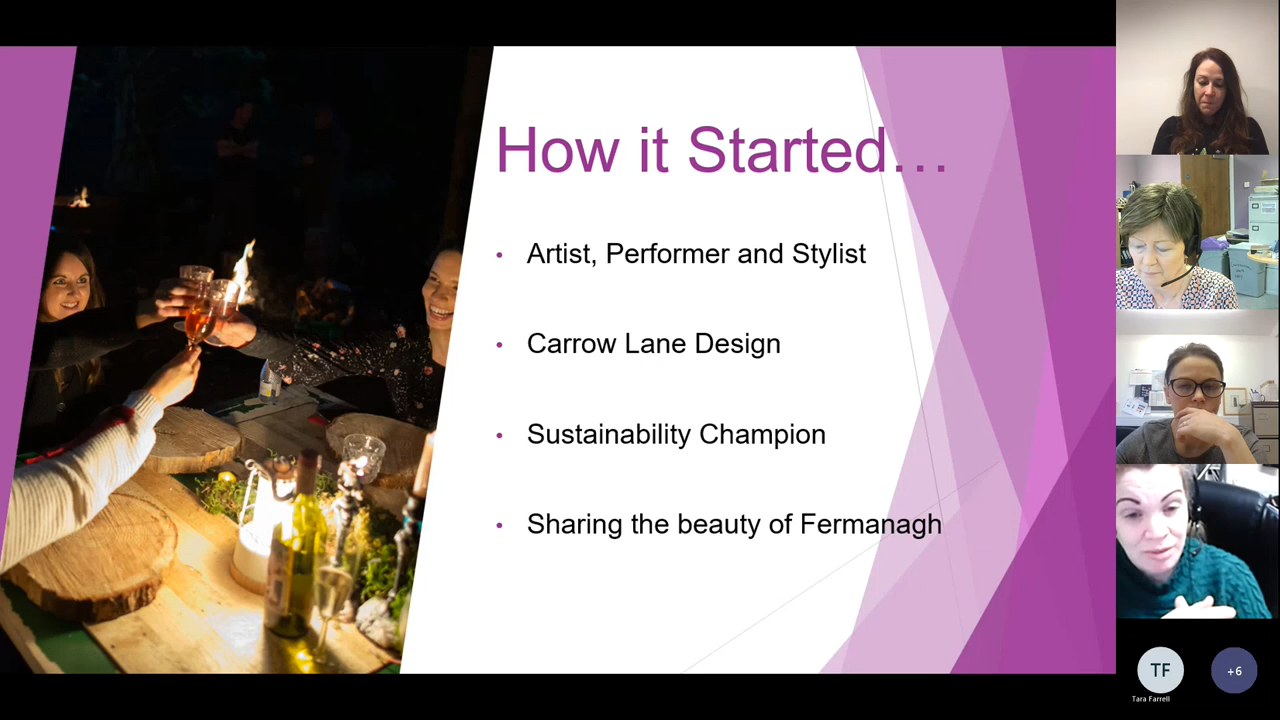 How it Started…
• Artist, Performer and Stylist
• Carrow Lane Design
• Sustainability Champion
• Sharing the beauty of Fermanagh
TF
+6
Tara Farrell